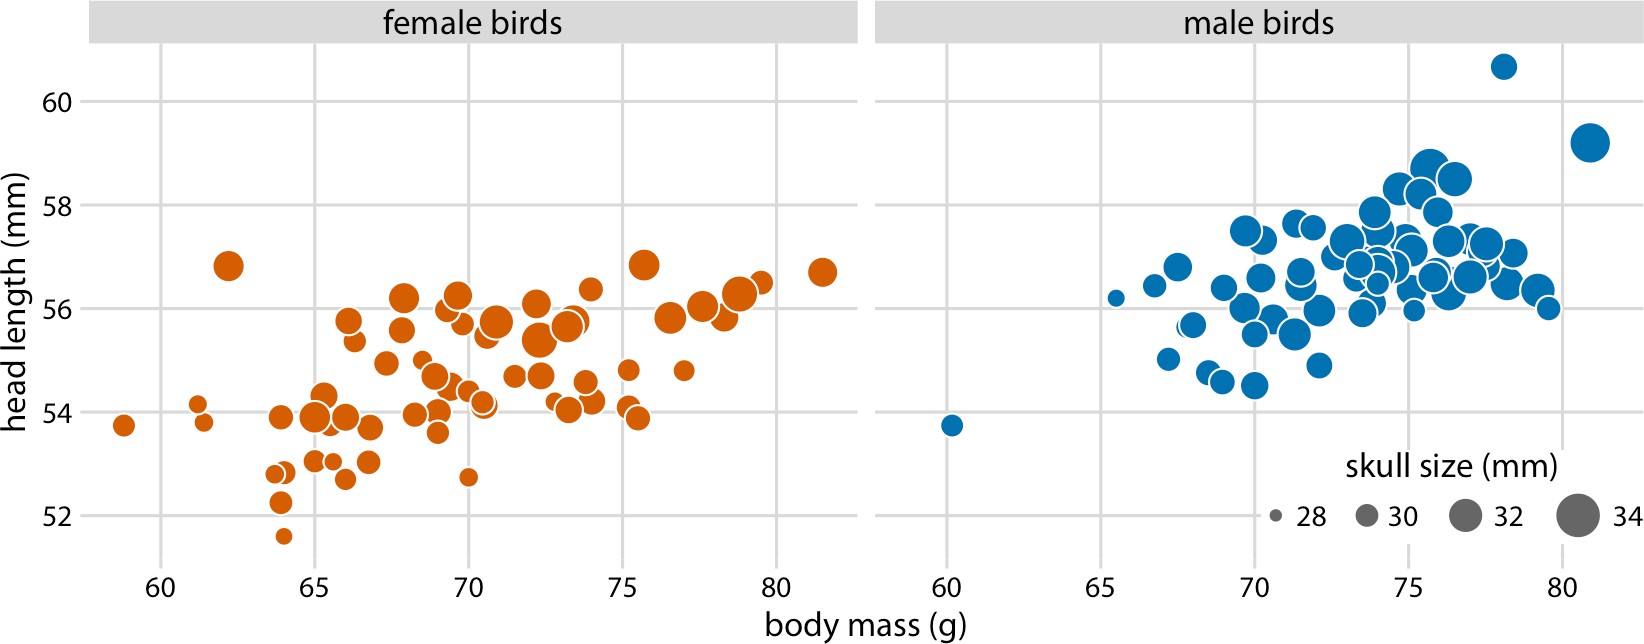 female birds
male birds
head length (mm)
60
58
56
54
52
skull size (mm)
28 30 32 34
60 65 70 75 80
60 65 70 75 80
body mass (g)